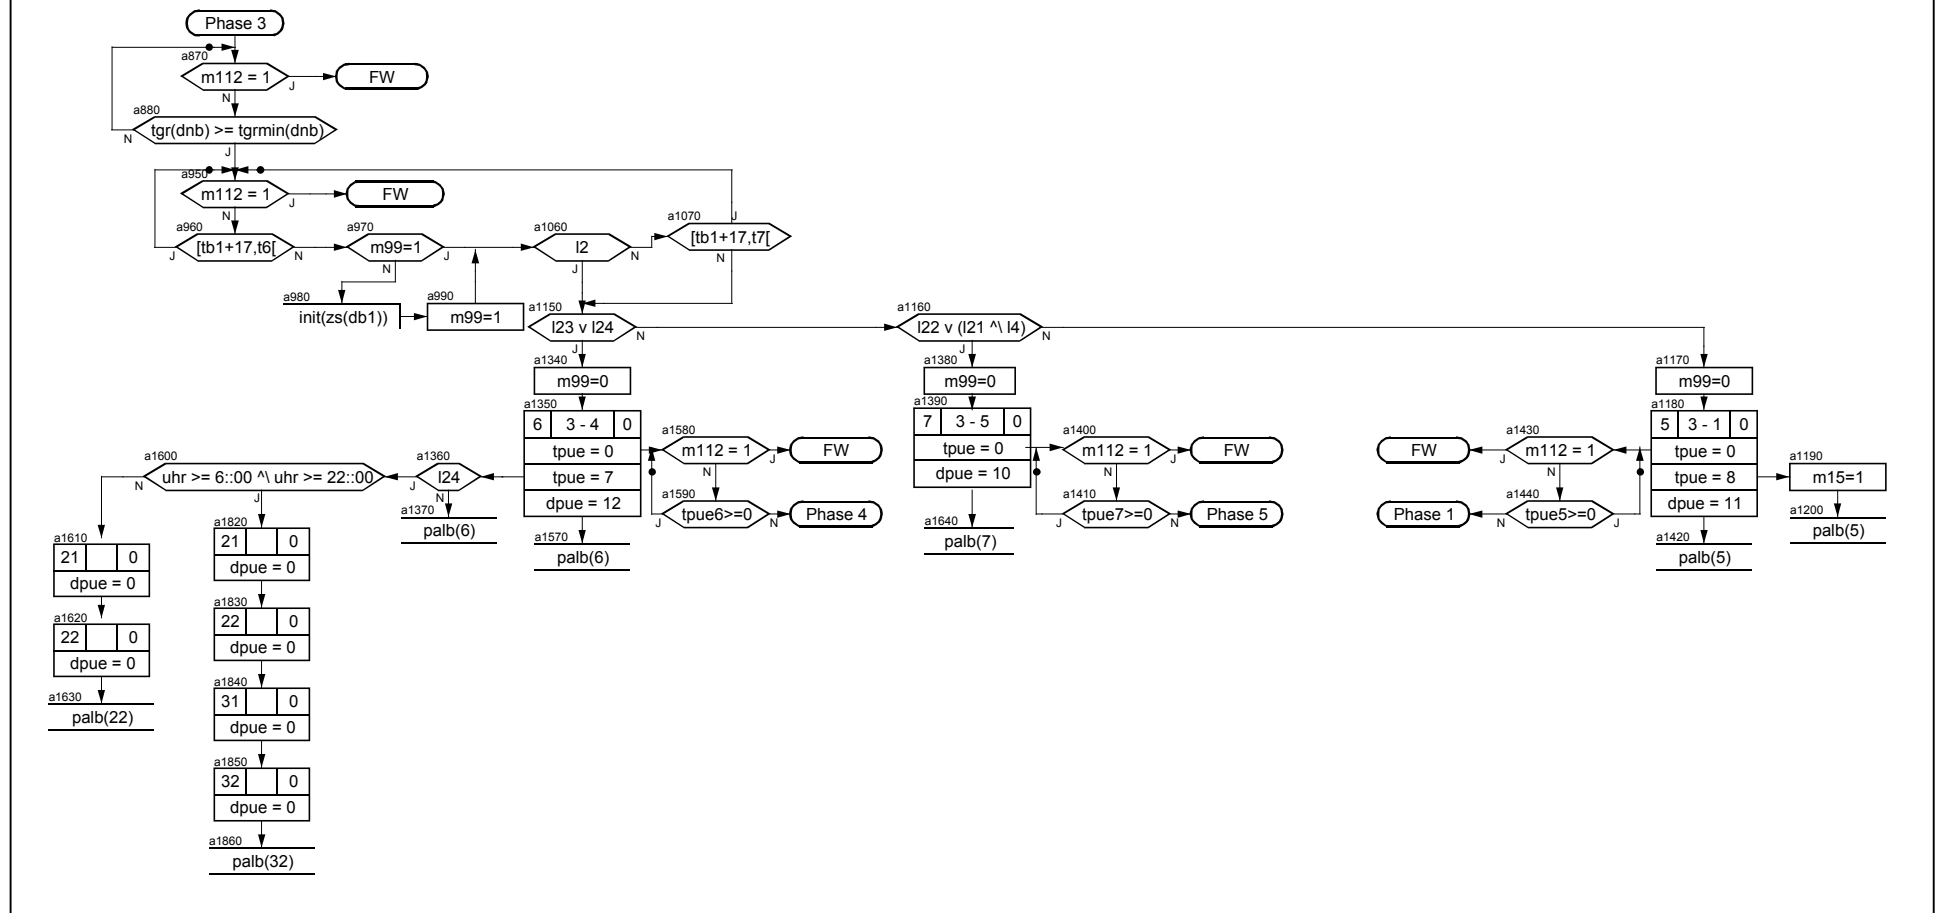 Phase 3
a870
m112 = 1
J
FW
N
a880
tgr(dnb) >= tgrmin(dnb)
N
J
a950
m112 = 1
J
FW
N
a960
[tb1+17,t6[
J
N
a970
m99=1
J
N
a1060
l2
N
J
a1070
J
[tb1+17,t7[
N
a980
init(zs(db1))
a990
m99=1
a1150
l23 v l24
N
J
a1160
l22 v (l21 ^\ l4)
N
J
a1340
m99=0
a1380
m99=0
a1170
m99=0
a1350
6 3 - 4 0
tpue = 0
tpue = 7
dpue = 12
a1580
m112 = 1
J
N
FW
a1590
tpue6>=0
J
N
Phase 4
a1570
palb(6)
a1360
l24
J
N
a1370
palb(6)
a1600
uhr >= 6::00 ^\ uhr >= 22::00
N
J
a1610
21 0
dpue = 0
a1620
22 0
dpue = 0
a1630
palb(22)
a1820
21 0
dpue = 0
a1830
22 0
dpue = 0
a1840
31 0
dpue = 0
a1850
32 0
dpue = 0
a1860
palb(32)
a1390
7 3 - 5 0
tpue = 0
dpue = 10
a1400
m112 = 1
J
N
FW
a1410
tpue7>=0
J
N
Phase 5
a1640
palb(7)
a1180
5 3 - 1 0
tpue = 0
tpue = 8
dpue = 11
a1430
m112 = 1
J
N
FW
a1440
tpue5>=0
N
J
Phase 1
a1190
m15=1
a1200
palb(5)
a1420
palb(5)